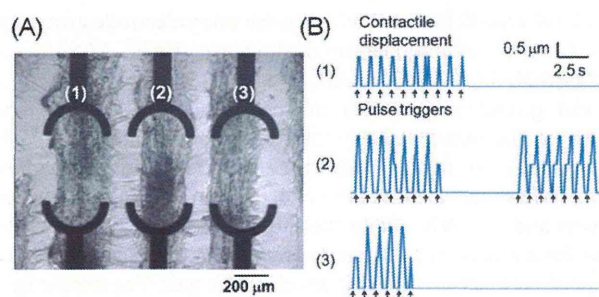 (A)
(1)
(2)
(3)
200 μm
(B)
Contractile
displacement
0.5 μm
2.5 s
(1)
Pulse triggers
(2)
(3)